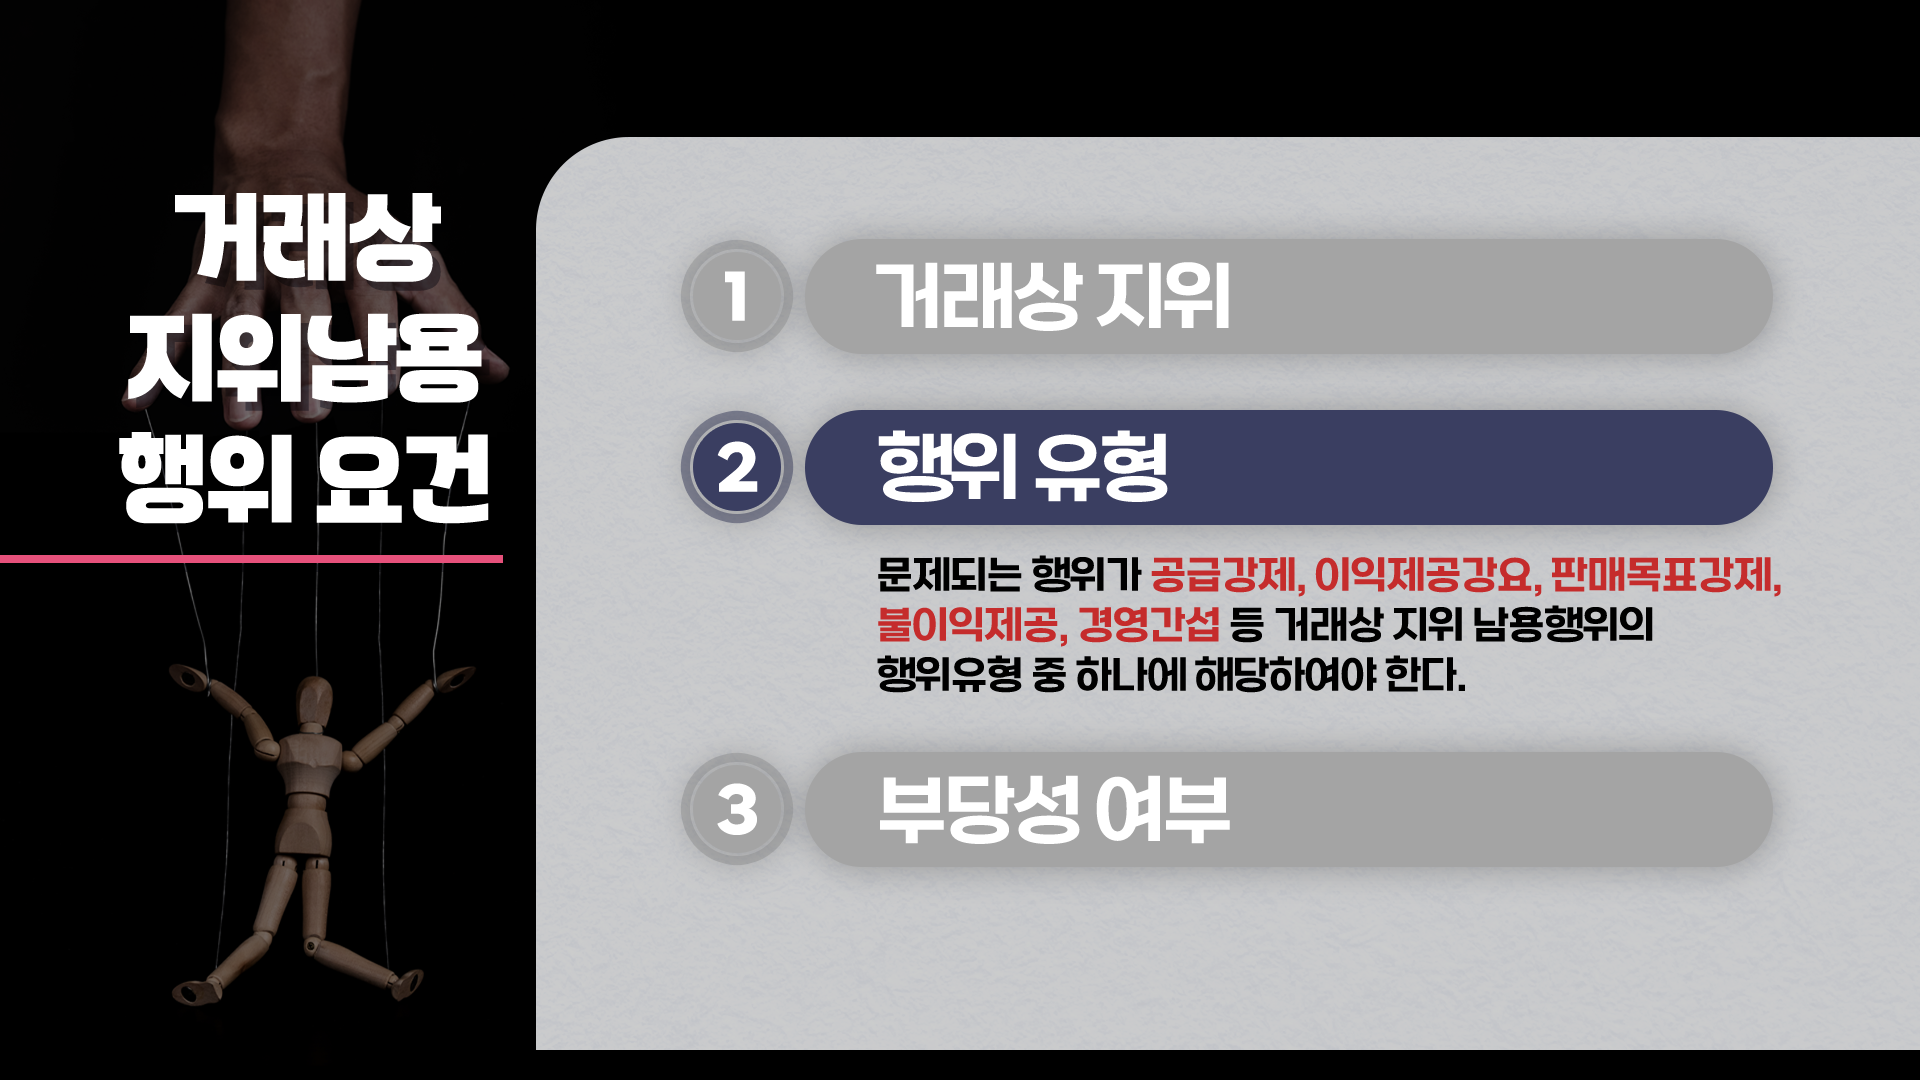 거래상
지위남용
행위 요건
1 거래상 지위
2 행위 유형
문제되는 행위가 공급강제, 이익제공강요, 판매목표강제,
불이익제공, 경영간섭 등 거래상 지위 남용행위의
행위유형 중 하나에 해당하여야 한다.
3 부당성 여부